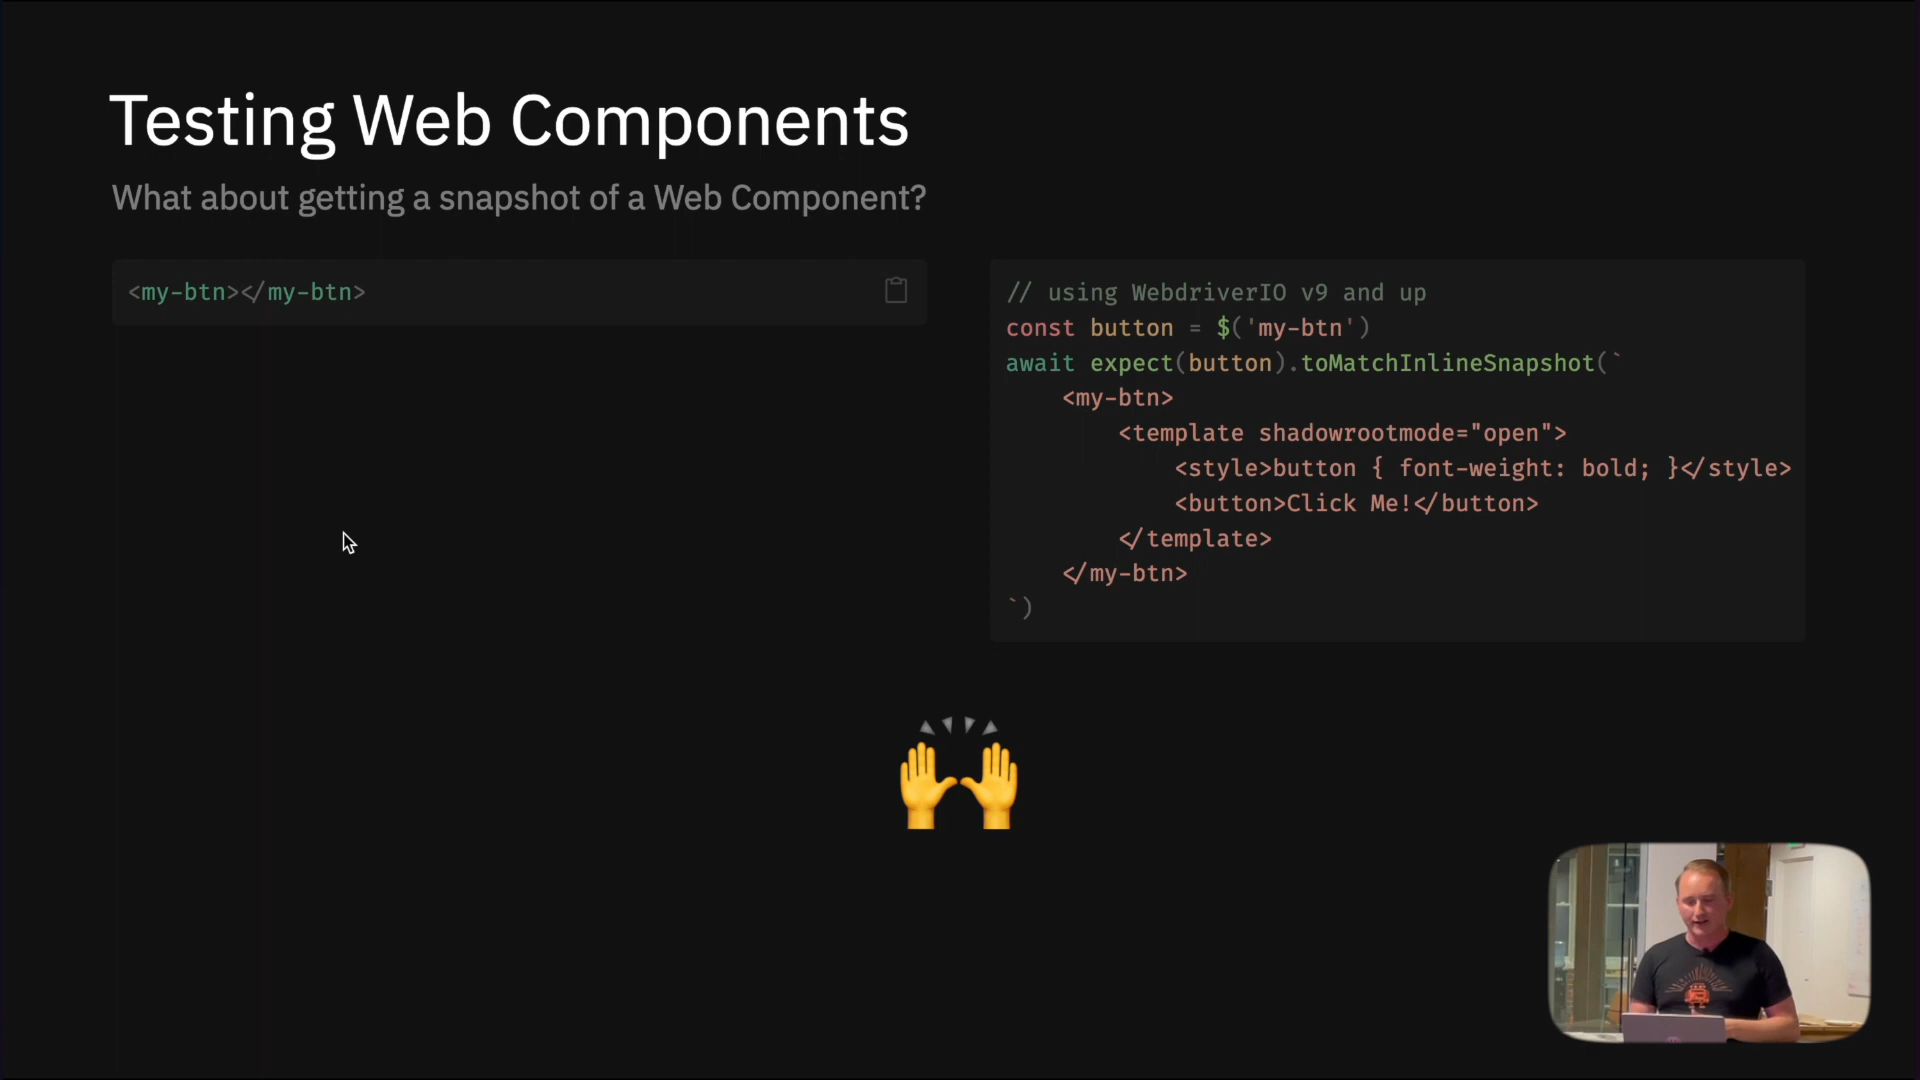 Testing Web Components
What about getting a snapshot of a Web Component?
<my-btn></my-btn>
// using WebdriverIO v9 and up
const button = $('my-btn')
await expect(button).toMatchInlineSnapshot(`
    <my-btn>
        <template shadowrootmode="open">
            <style>button { font-weight: bold; }</style>
            <button>Click Me!</button>
        </template>
    </my-btn>
`)